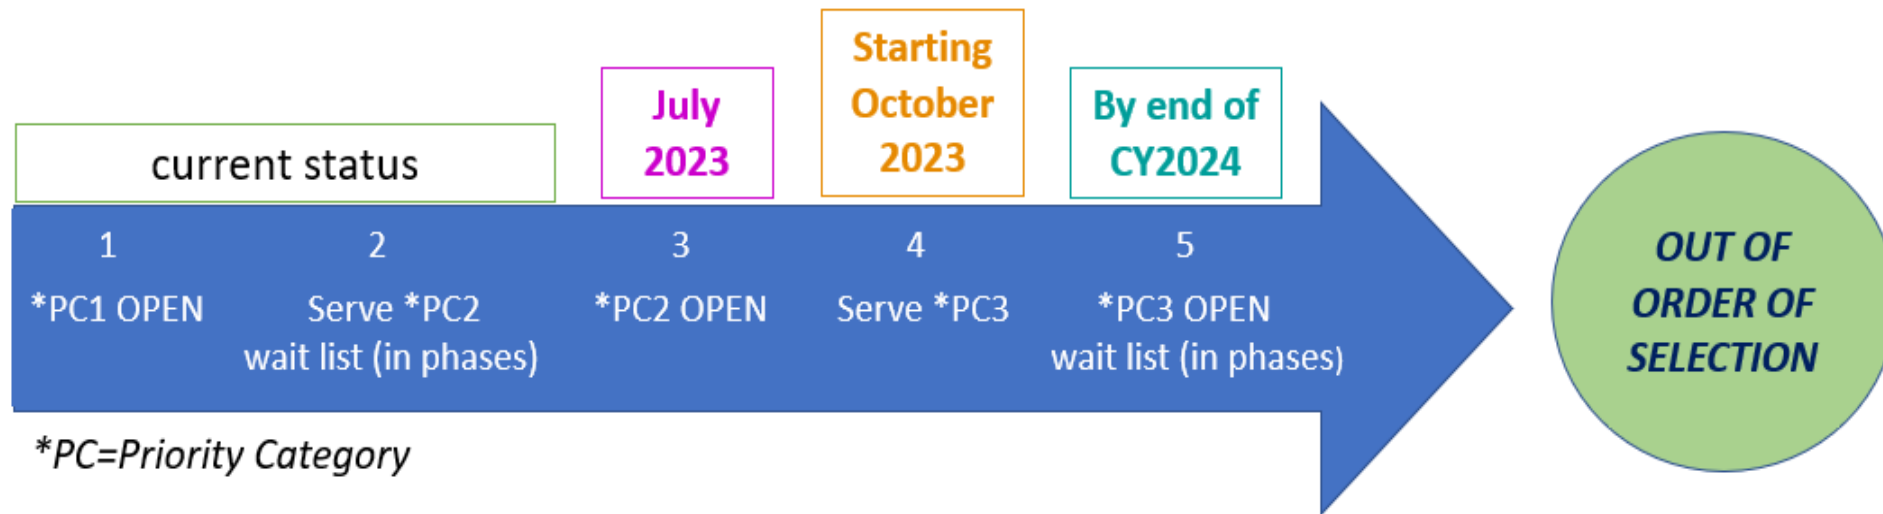 current status
July
2023
Starting
October
2023
By end of
CY2024
1
*PC1 OPEN
2
Serve *PC2
wait list (in phases)
3
*PC2 OPEN
4
Serve *PC3
5
*PC3 OPEN
wait list (in phases)
OUT OF
ORDER OF
SELECTION
*PC=Priority Category